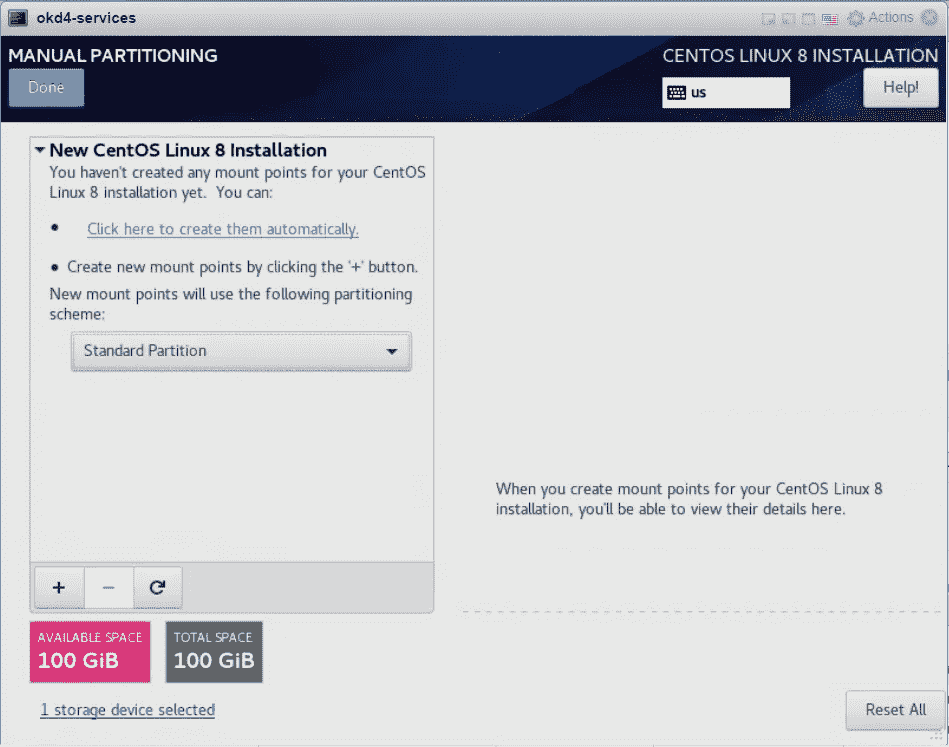 okd4-services
Actions
MANUAL PARTITIONING
CENTOS LINUX 8 INSTALLATION
Done
us
Help!
New CentOS Linux 8 Installation
You haven't created any mount points for your CentOS
Linux 8 installation yet. You can:
• Click here to create them automatically.
• Create new mount points by clicking the '+' button.
New mount points will use the following partitioning
scheme:
Standard Partition
When you create mount points for your CentOS Linux 8
installation, you'll be able to view their details here.
+ −
AVAILABLE SPACE
100 GiB
TOTAL SPACE
100 GiB
1 storage device selected
Reset All